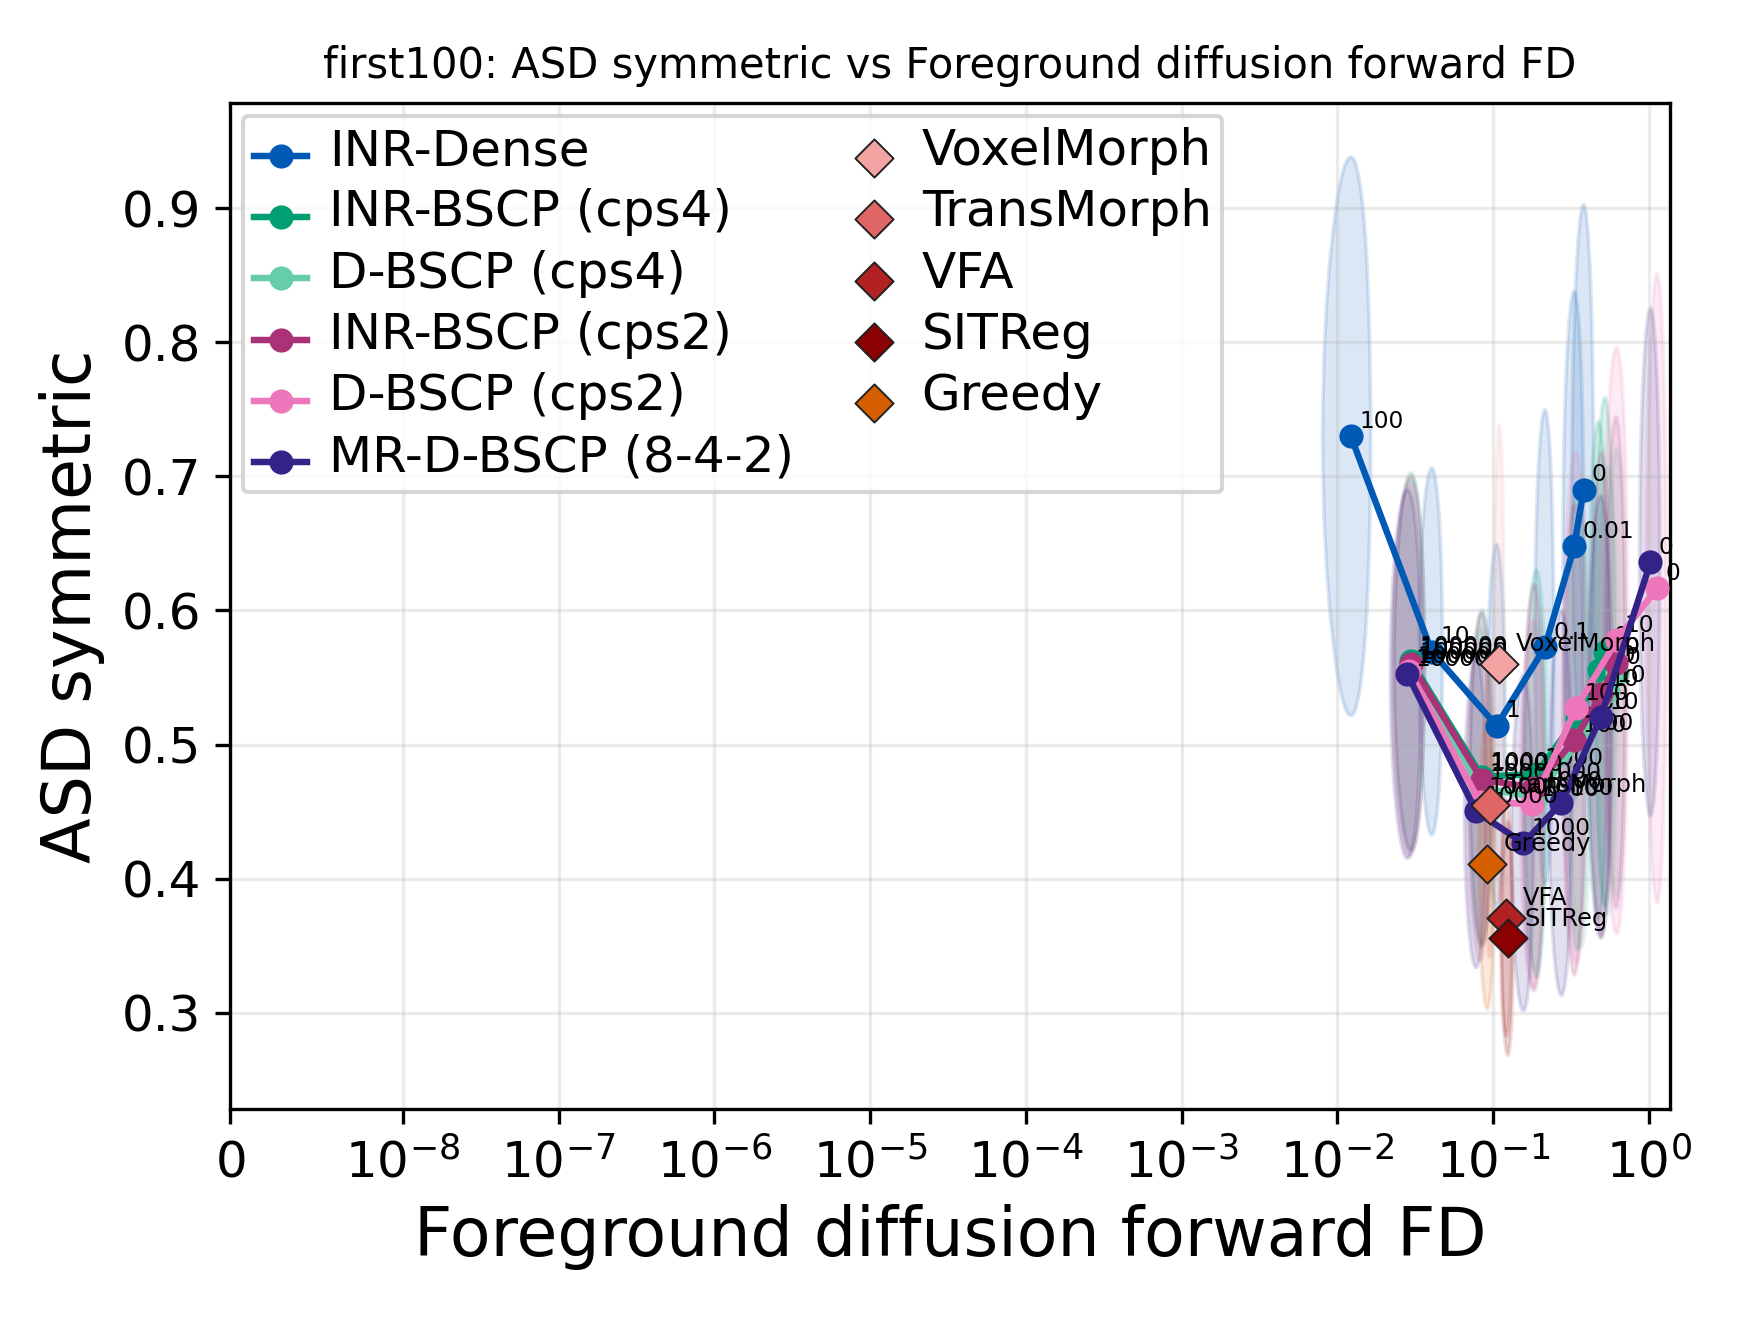 first100: ASD symmetric vs Foreground diffusion forward FD
INR-Dense
INR-BSCP (cps4)
D-BSCP (cps4)
INR-BSCP (cps2)
D-BSCP (cps2)
MR-D-BSCP (8-4-2)
VoxelMorph
TransMorph
VFA
SITReg
Greedy
ASD symmetric
0.9
0.8
0.7
0.6
0.5
0.4
0.3
100
0
0.01
0
0
10
0.1
VoxelMorph
10
1
1000
Greedy
VFA
SITReg
0
10⁻⁸
10⁻⁷
10⁻⁶
10⁻⁵
10⁻⁴
10⁻³
10⁻²
10⁻¹
10⁰
Foreground diffusion forward FD